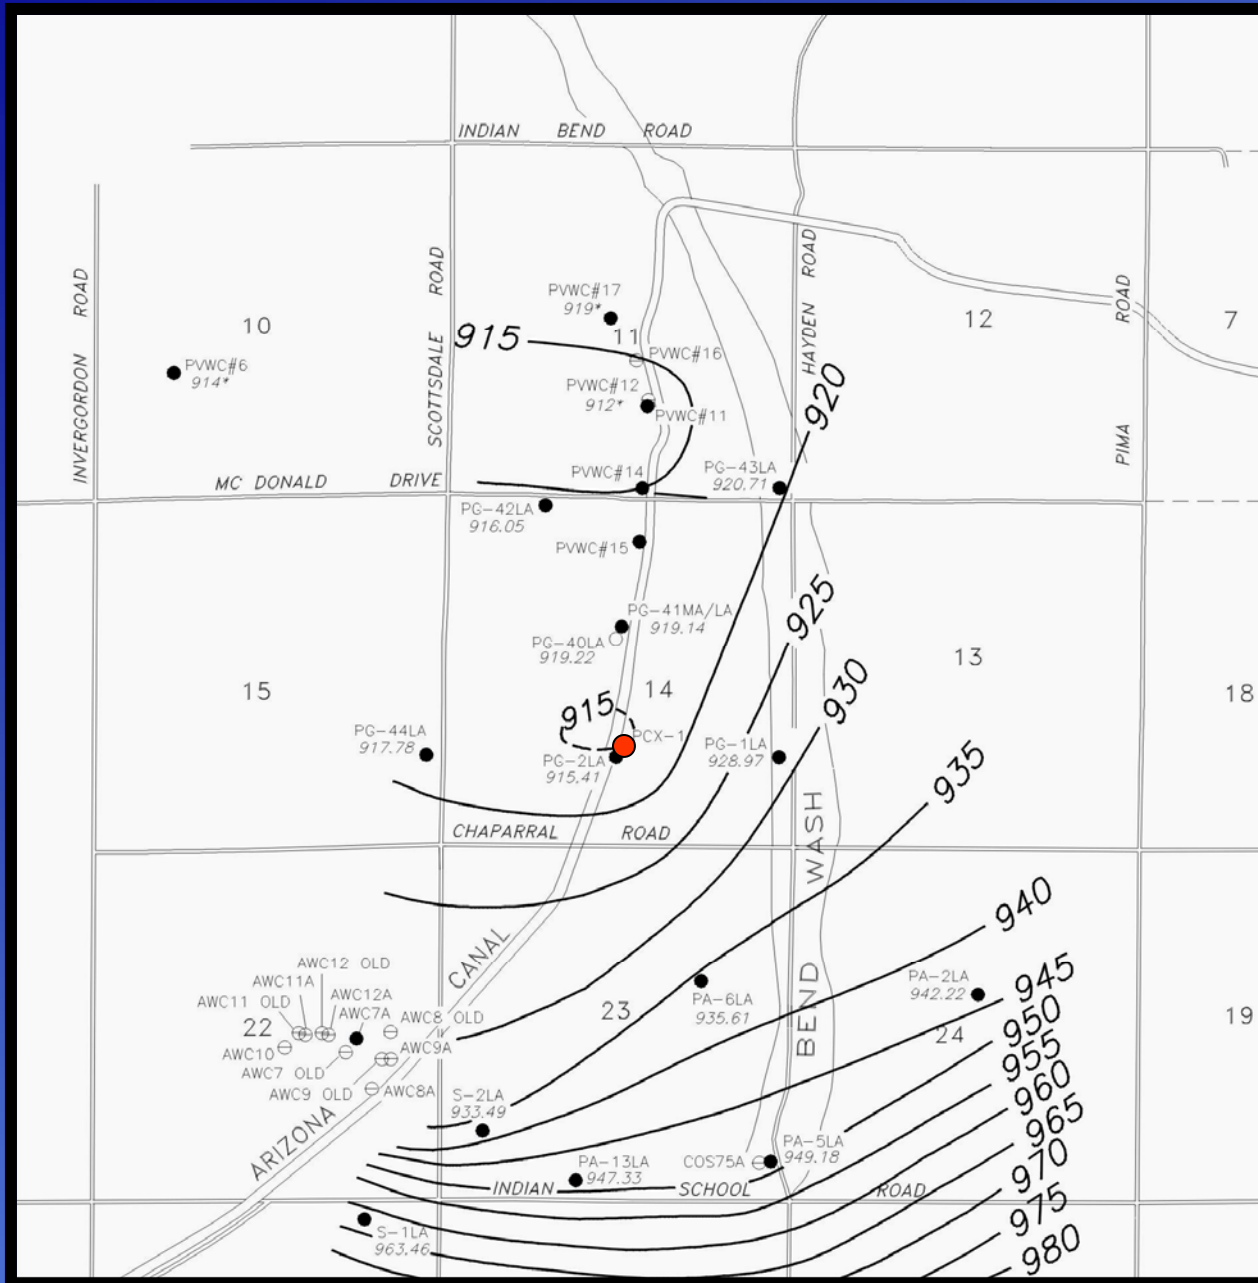 INDIAN BEND ROAD
INVERGORDON ROAD
SCOTTSDALE ROAD
HAYDEN ROAD
PIMA ROAD
PVWC#17
919*
10
11
12
7
915
PVWC#16
PVWC#6
914*
PVWC#12
912*
PVWC#11
920
MC DONALD DRIVE
PVWC#14
PG-43LA
920.71
PG-42LA
916.05
PVWC#15
925
PG-41MA/LA
919.14
PG-40LA
919.22
930
15
14
13
18
915
PCX-1
PG-44LA
917.78
PG-2LA
915.41
PG-1LA
928.97
935
CHAPARRAL ROAD
BEND WASH
940
CANAL
AWC12 OLD
AWC11A
AWC11 OLD
AWC12A
AWC7A
AWC8 OLD
22
23
24
19
PA-6LA
935.61
PA-2LA
942.22
945
950
955
960
965
970
975
980
AWC10
AWC7 OLD
AWC9A
AWC9 OLD
AWC8A
S-2LA
933.49
ARIZONA
PA-13LA
947.33
COS75A
PA-5LA
949.18
INDIAN SCHOOL ROAD
S-1LA
963.46